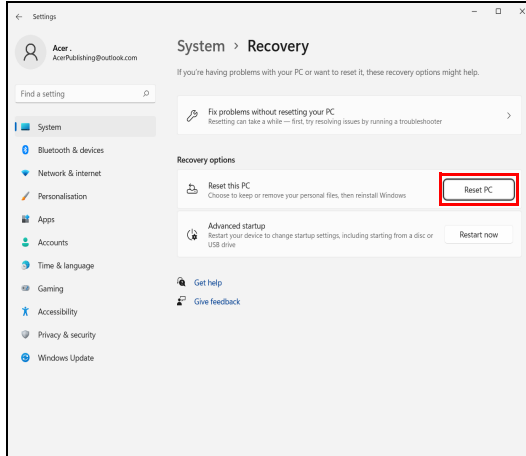 Settings
Acer .
AcerPublishing@outlook.com
Find a setting
System
Bluetooth & devices
Network & internet
Personalisation
Apps
Accounts
Time & language
Gaming
Accessibility
Privacy & security
Windows Update
System > Recovery
If you're having problems with your PC or want to reset it, these recovery options might help.
Fix problems without resetting your PC
Resetting can take a while — first, try resolving issues by running a troubleshooter
Recovery options
Reset this PC
Choose to keep or remove your personal files, then reinstall Windows
Reset PC
Advanced startup
Restart your device to change startup settings, including starting from a disc or
USB drive
Restart now
Get help
Give feedback